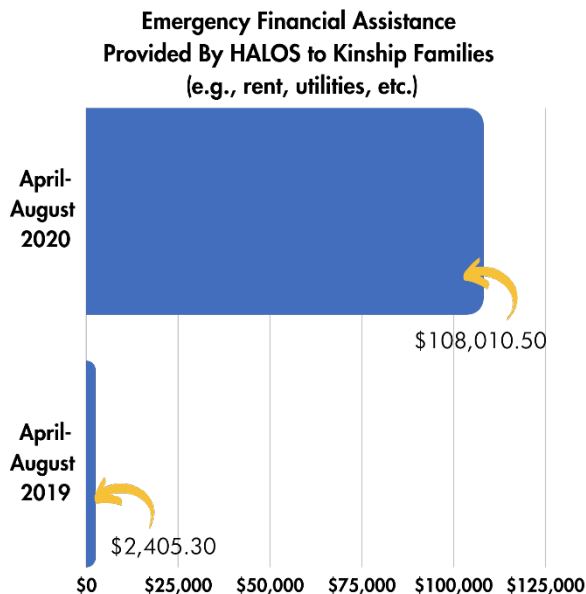 Emergency Financial Assistance
Provided By HALOS to Kinship Families
(e.g., rent, utilities, etc.)
April-
August
2020
$108,010.50
April-
August
2019
$2,405.30
$0 $25,000 $50,000 $75,000 $100,000 $125,000